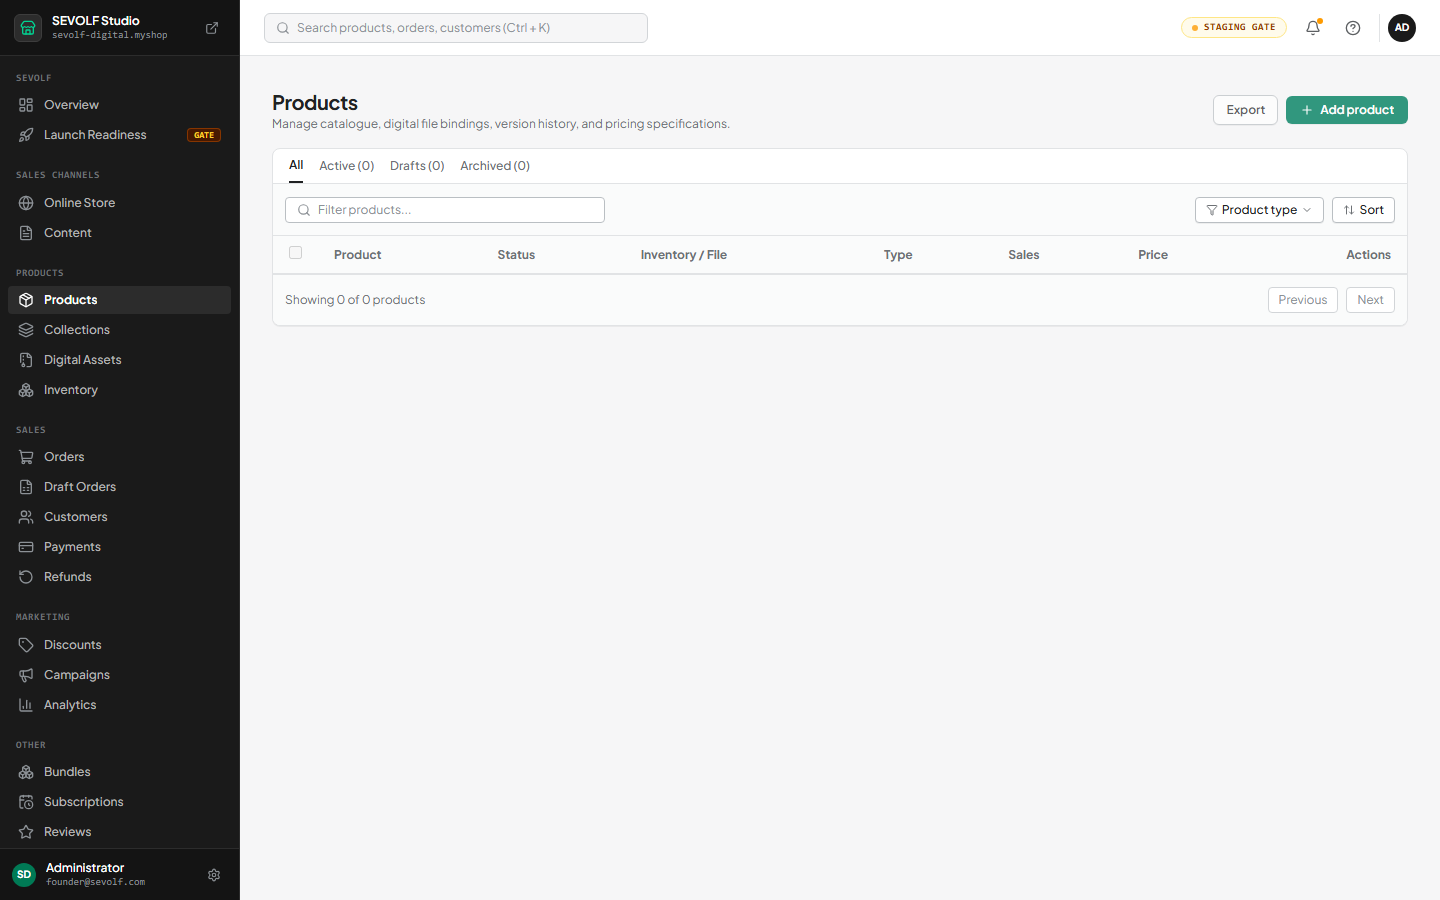 SEVOLF Studio
sevolf-digital.myshop
SEVOLF
Overview
Launch Readiness GATE
SALES CHANNELS
Online Store
Content
PRODUCTS
Products
Collections
Digital Assets
Inventory
SALES
Orders
Draft Orders
Customers
Payments
Refunds
MARKETING
Discounts
Campaigns
Analytics
OTHER
Bundles
Subscriptions
Reviews
SD Administrator
founder@sevolf.com
Search products, orders, customers (Ctrl + K)
STAGING GATE
AD
Products
Manage catalogue, digital file bindings, version history, and pricing specifications.
Export
Add product
All Active (0) Drafts (0) Archived (0)
Filter products...
Product type
Sort
Product Status Inventory / File Type Sales Price Actions
Showing 0 of 0 products
Previous
Next